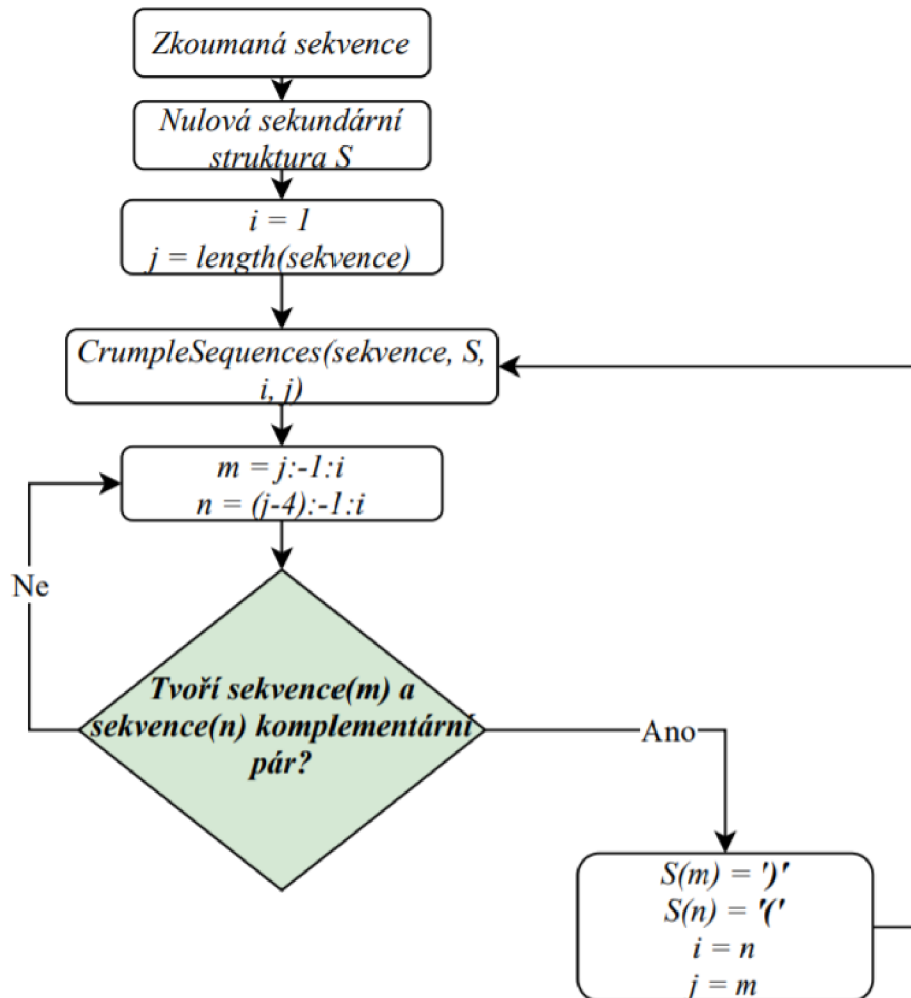 Zkoumaná sekvence
Nulová sekundární
struktura S
i = 1
j = length(sekvence)
CrumpleSequences(sekvence, S,
i, j)
m = j:-1:i
n = (j-4):-1:i
Ne
Tvoří sekvence(m) a
sekvence(n) komplementární
pár?
Ano
S(m) = ')'
S(n) = '('
i = n
j = m